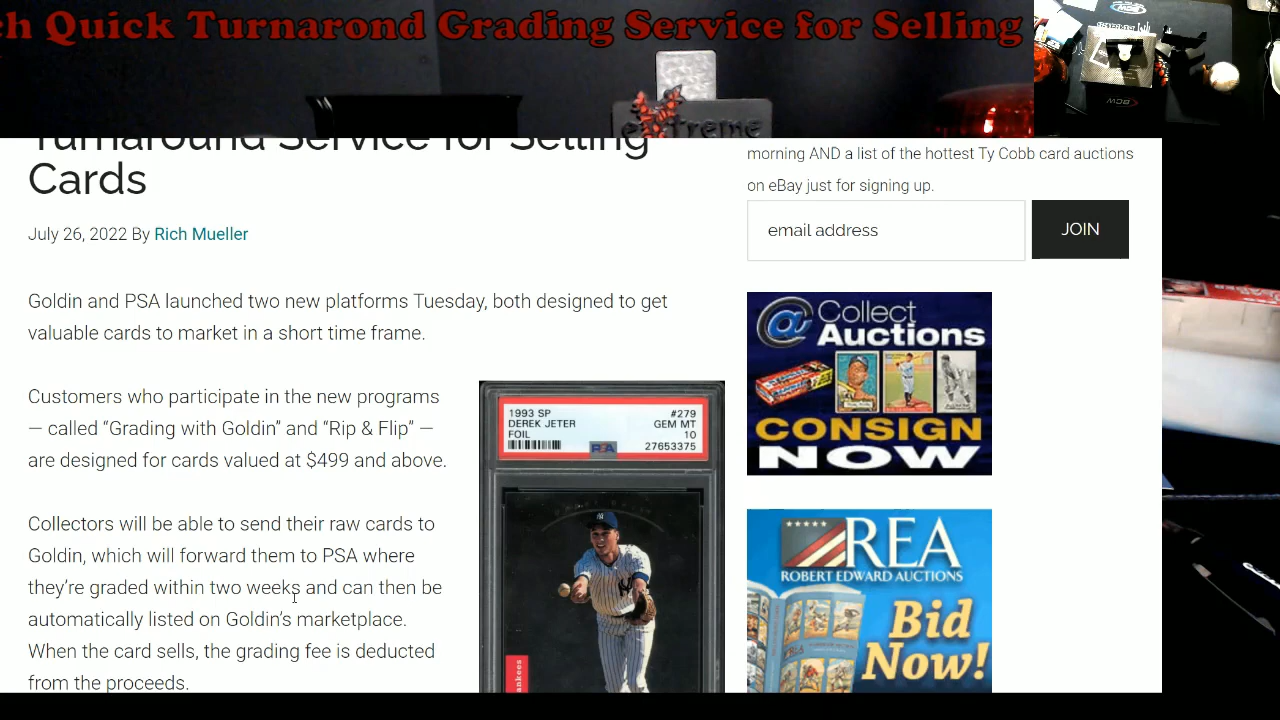 ch Quick Turnarond Grading Service for Selling
BCW
BCW
extreme
Turnaround Service for Selling
Cards
July 26, 2022 By Rich Mueller
Goldin and PSA launched two new platforms Tuesday, both designed to get
valuable cards to market in a short time frame.
Customers who participate in the new programs
— called “Grading with Goldin” and “Rip & Flip” —
are designed for cards valued at $499 and above.
Collectors will be able to send their raw cards to
Goldin, which will forward them to PSA where
they’re graded within two weeks and can then be
automatically listed on Goldin’s marketplace.
When the card sells, the grading fee is deducted
from the proceeds.
1993 SP #279
DEREK JETER GEM MT
FOIL 10
PSA 27653375
ankees
morning AND a list of the hottest Ty Cobb card auctions
on eBay just for signing up.
email address JOIN
@ Collect
Auctions
CONSIGN
NOW
REA
ROBERT EDWARD AUCTIONS
Bid
Now!